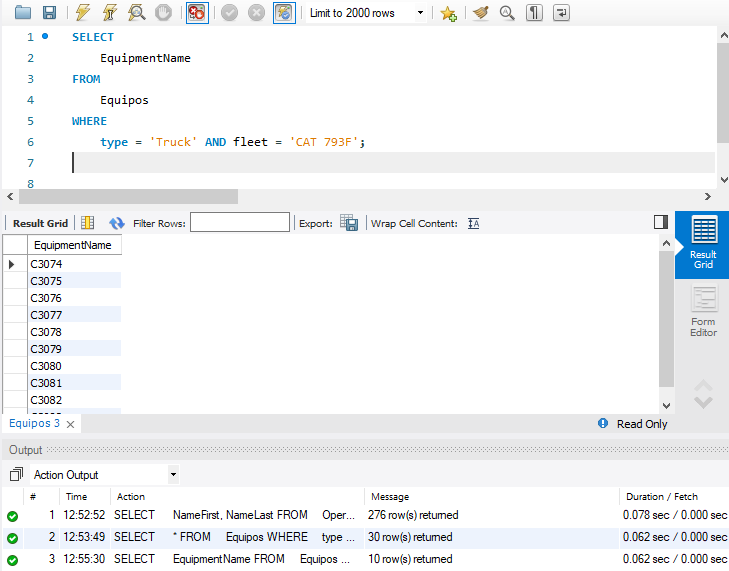 Limit to 2000 rows
1 SELECT
2 EquipmentName
3 FROM
4 Equipos
5 WHERE
6 type = 'Truck' AND fleet = 'CAT 793F';
7
8
Result Grid Filter Rows: Export: Wrap Cell Content: IA
EquipmentName
C3074
C3075
C3076
C3077
C3078
C3079
C3080
C3081
C3082
Result
Grid
Form
Editor
Equipos 3 Read Only
Output
Action Output
# Time Action Message Duration / Fetch
1 12:52:52 SELECT NameFirst, NameLast FROM Oper... 276 row(s) returned 0.078 sec / 0.000 sec
2 12:53:49 SELECT * FROM Equipos WHERE type ... 30 row(s) returned 0.062 sec / 0.000 sec
3 12:55:30 SELECT EquipmentName FROM Equipos ... 10 row(s) returned 0.062 sec / 0.000 sec